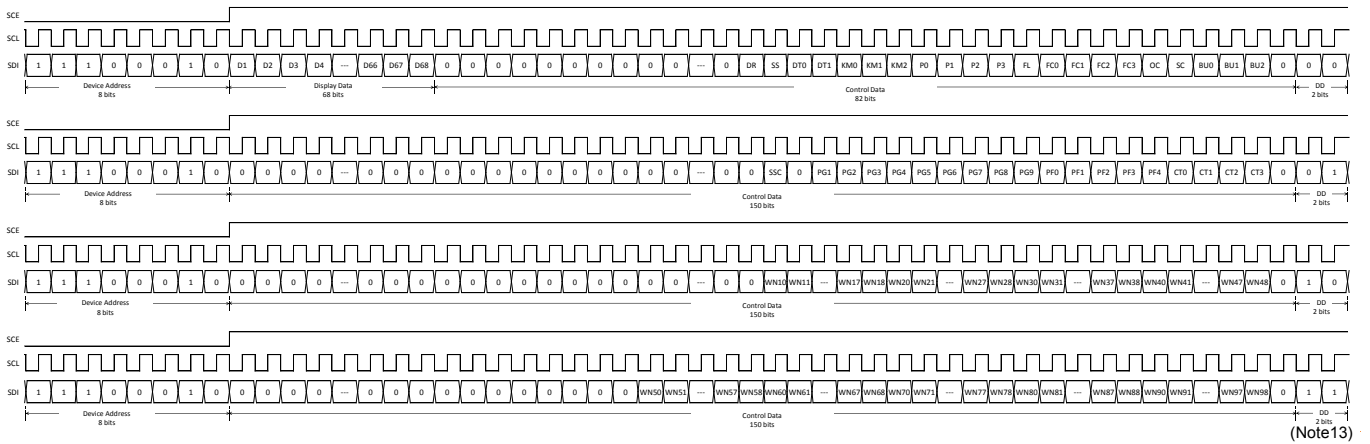 SCE
SCL
SDI 1 1 1 0 0 0 1 0 D1 D2 D3 D4 --- D66 D67 D68 0 0 0 0 0 0 0 0 0 0 --- 0 DR SS DT0 DT1 KM0 KM1 KM2 P0 P1 P2 P3 FL FC0 FC1 FC2 FC3 OC SC BU0 BU1 BU2 0 0 0
Device Address Display Data Control Data DD
8 bits 68 bits 82 bits 2 bits
SCE
SCL
SDI 1 1 1 0 0 0 1 0 0 0 0 0 --- 0 0 0 0 0 0 0 0 0 0 0 0 0 --- 0 0 SSC 0 PG1 PG2 PG3 PG4 PG5 PG6 PG7 PG8 PG9 PF0 PF1 PF2 PF3 PF4 CT0 CT1 CT2 CT3 0 0 1
Device Address Control Data DD
8 bits 150 bits 2 bits
SCE
SCL
SDI 1 1 1 0 0 0 1 0 0 0 0 0 --- 0 0 0 0 0 0 0 0 0 0 0 0 0 --- 0 0 WN10 WN11 --- WN17 WN18 WN20 WN21 --- WN27 WN28 WN30 WN31 --- WN37 WN38 WN40 WN41 --- WN47 WN48 0 1 0
Device Address Control Data DD
8 bits 150 bits 2 bits
SCE
SCL
SDI 1 1 1 0 0 0 1 0 0 0 0 0 --- 0 0 0 0 0 0 0 0 0 0 0 WN50 WN51 --- WN57 WN58 WN60 WN61 --- WN67 WN68 WN70 WN71 --- WN77 WN78 WN80 WN81 --- WN87 WN88 WN90 WN91 --- WN97 WN98 0 1 1
Device Address Control Data DD
8 bits 150 bits 2 bits
(Note13)